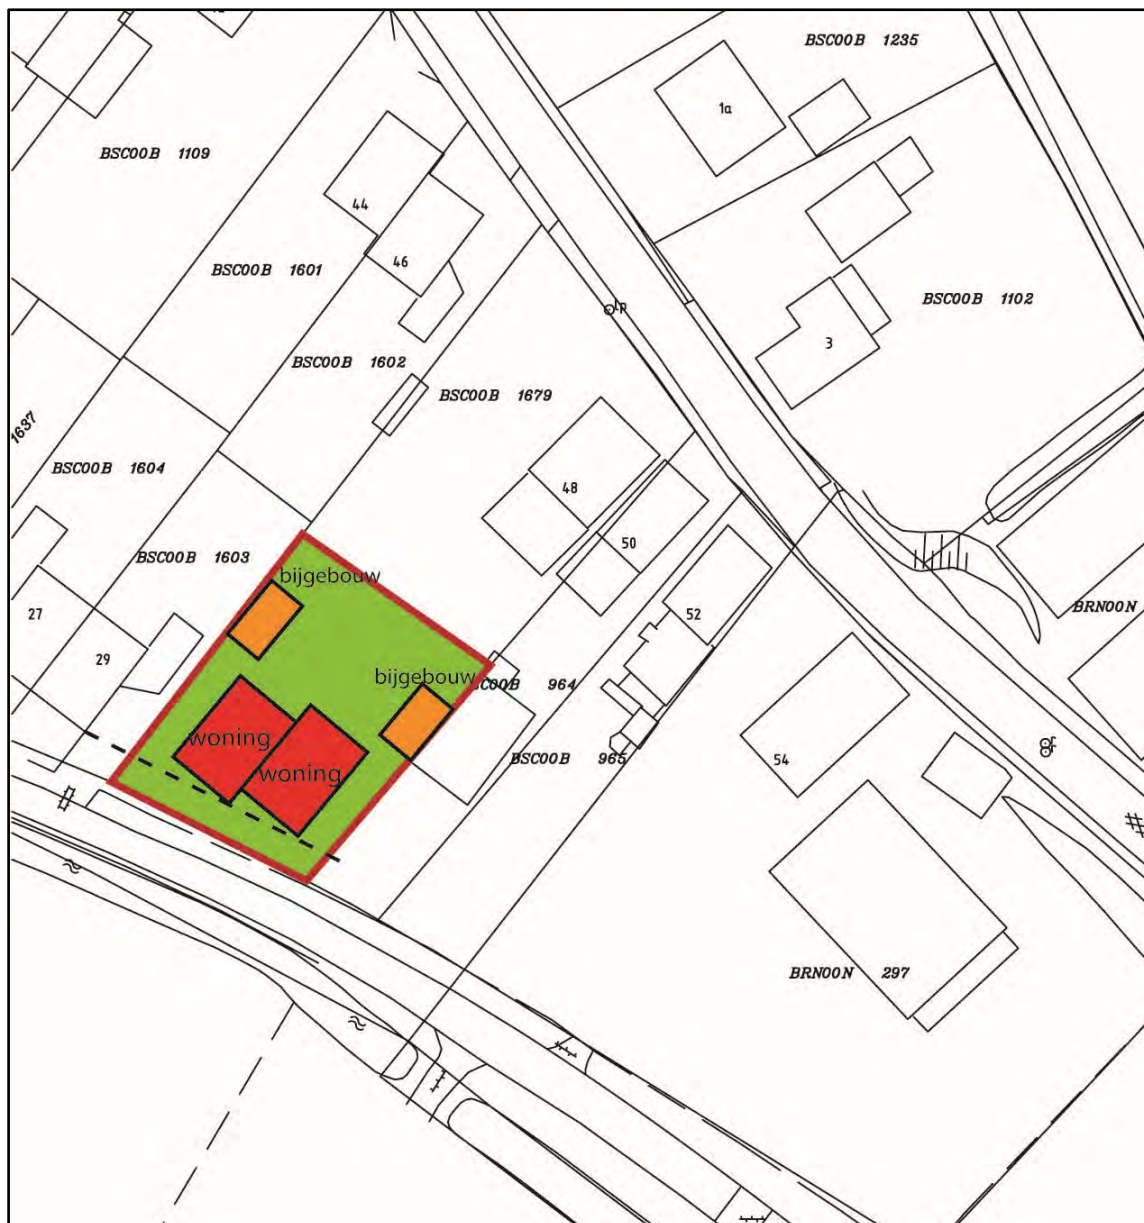 BSC00B 1235
1a
BSC00B 1109
44
46
BSC00B 1601
BSC00B 1102
lp
3
BSC00B 1602
BSC00B 1679
1637
BSC00B 1604
48
50
BSC00B 1603
bijgebouw
BRN00N
27
52
29
bijgebouw
964
woning
woning
BSC00B 965
54
BRN00N 297